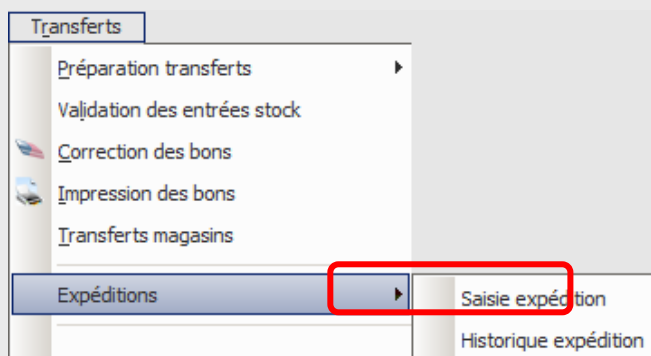 Transferts
Préparation transferts
Validation des entrées stock
Correction des bons
Impression des bons
Transferts magasins
Expéditions
Saisie expédition
Historique expédition